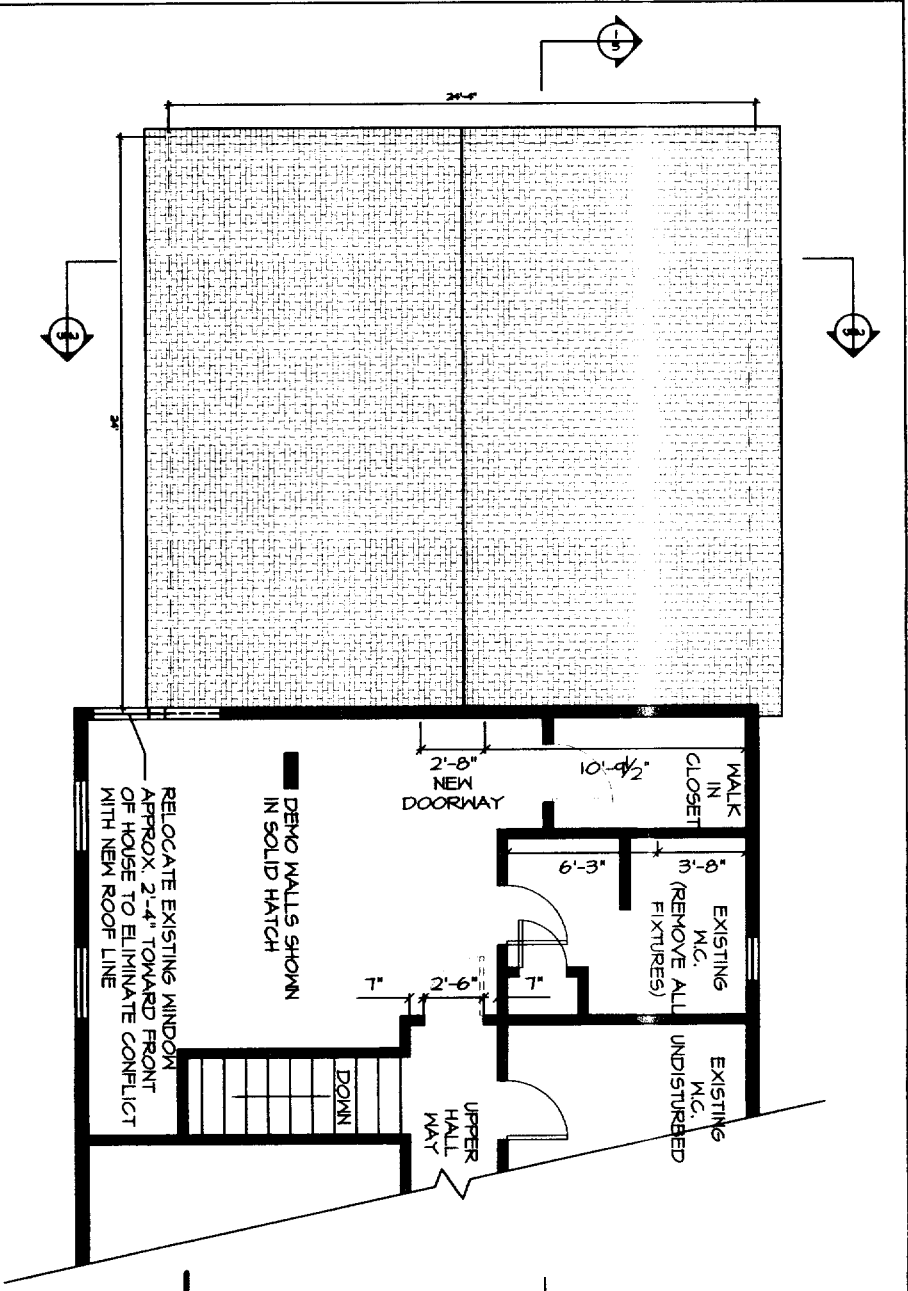 24'-4"
24'
WALK
IN
CLOSET
10'-9½"
2'-8"
NEW
DOORWAY
6'-3"
3'-8"
EXISTING
W.C.
(REMOVE ALL
FIXTURES)
DEMO WALLS SHOWN
IN SOLID HATCH
7"
2'-6"
7"
EXISTING
W.C.
UNDISTURBED
RELOCATE EXISTING WINDOW
APPROX. 2'-4" TOWARD FRONT
OF HOUSE TO ELIMINATE CONFLICT
WITH NEW ROOF LINE
DOWN
UPPER
HALL
WAY